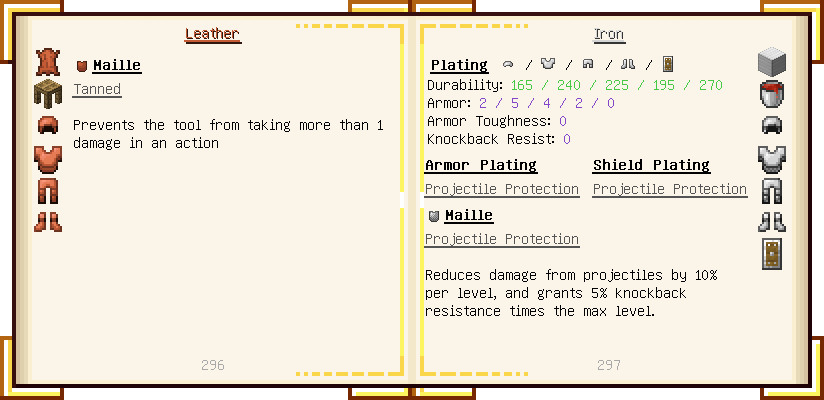 Leather
Maille
Tanned
Prevents the tool from taking more than 1
damage in an action
296
Iron
Plating / / / /
Durability: 165 / 240 / 225 / 195 / 270
Armor: 2 / 5 / 4 / 2 / 0
Armor Toughness: 0
Knockback Resist: 0
Armor Plating Shield Plating
Projectile Protection Projectile Protection
Maille
Projectile Protection
Reduces damage from projectiles by 10%
per level, and grants 5% knockback
resistance times the max level.
297